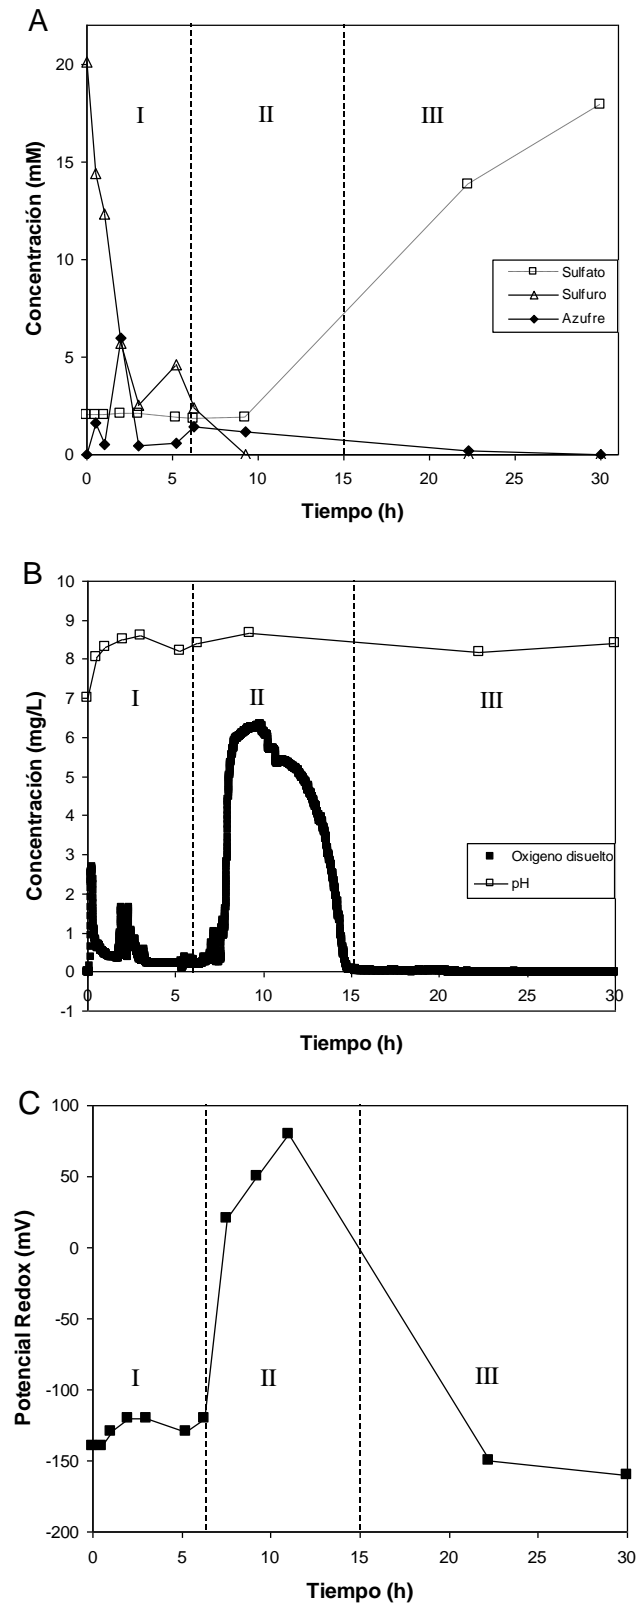 A
20
15
10
5
0
Concentración (mM)
I
II
III
Sulfato
Sulfuro
Azufre
0 5 10 15 20 25 30
Tiempo (h)
B
10
9
8
7
6
5
4
3
2
1
0
-1
Concentración (mg/L)
I
II
III
Oxigeno disuelto
pH
0 5 10 15 20 25 30
Tiempo (h)
C
100
50
0
-50
-100
-150
-200
Potencial Redox (mV)
I
II
III
0 5 10 15 20 25 30
Tiempo (h)